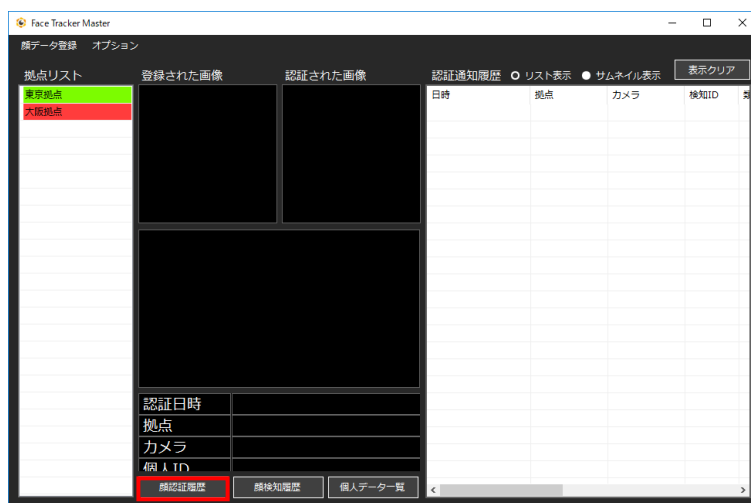 Face Tracker Master
顔データ登録 オプション
拠点リスト
東京拠点
大阪拠点
登録された画像
認証された画像
認証日時
拠点
カメラ
個人ID
顔認証履歴
顔検知履歴
個人データ一覧
認証通知履歴 リスト表示 サムネイル表示 表示クリア
日時 拠点 カメラ 検知ID